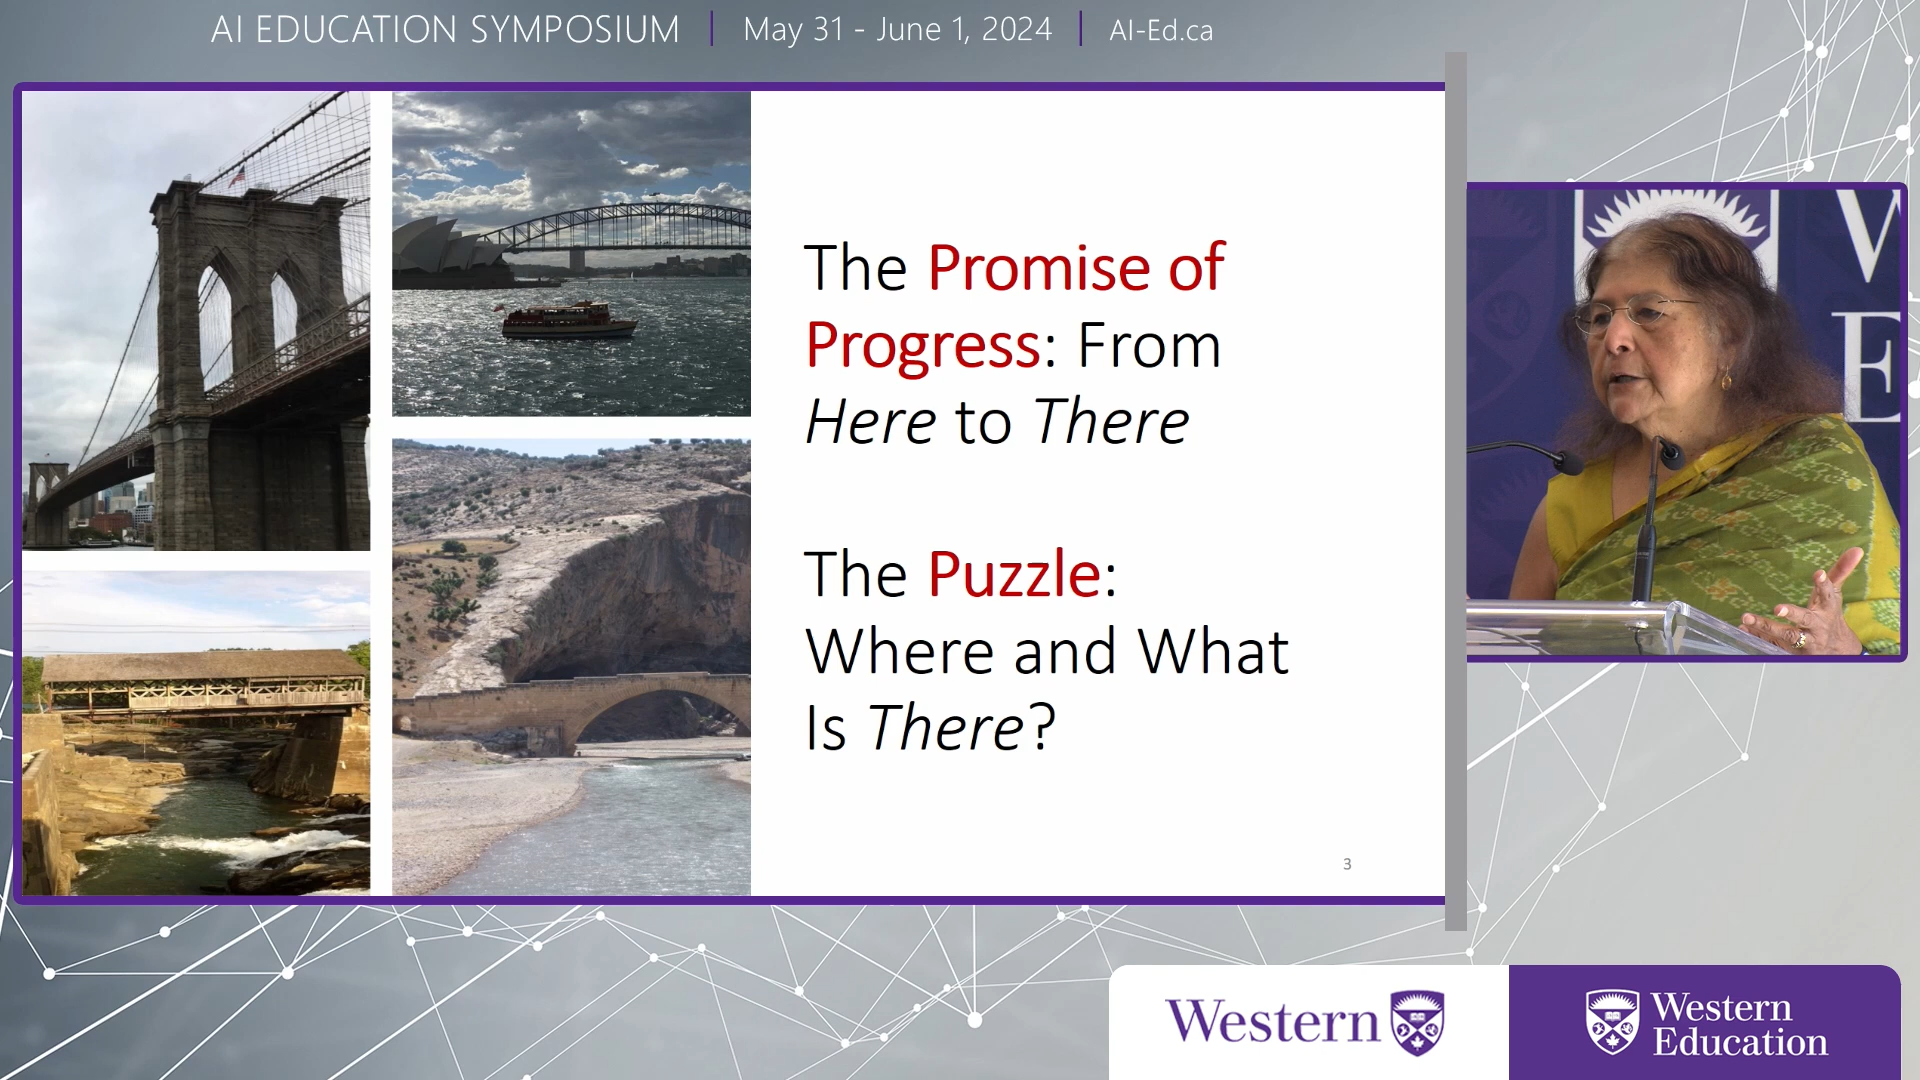 AI EDUCATION SYMPOSIUM | May 31 - June 1, 2024 | AI-Ed.ca
The Promise of
Progress: From
Here to There
The Puzzle:
Where and What
Is There?
3
W
E
Western
Western
Education